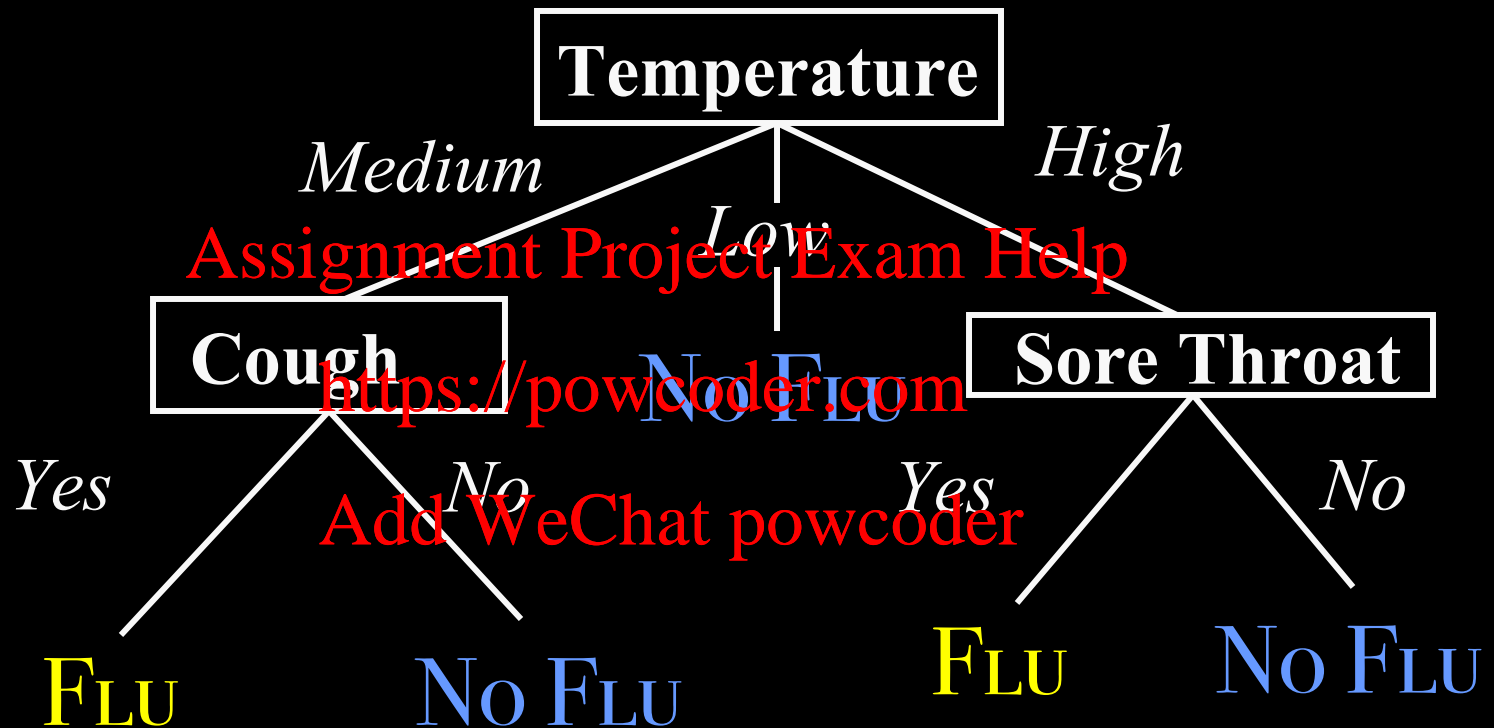 Temperature
Medium
High
Low
Assignment Project Exam Help
Cough
No Flu
Sore Throat
https://powcoder.com
Yes
No
Yes
No
Add WeChat powcoder
Flu
No Flu
Flu
No Flu